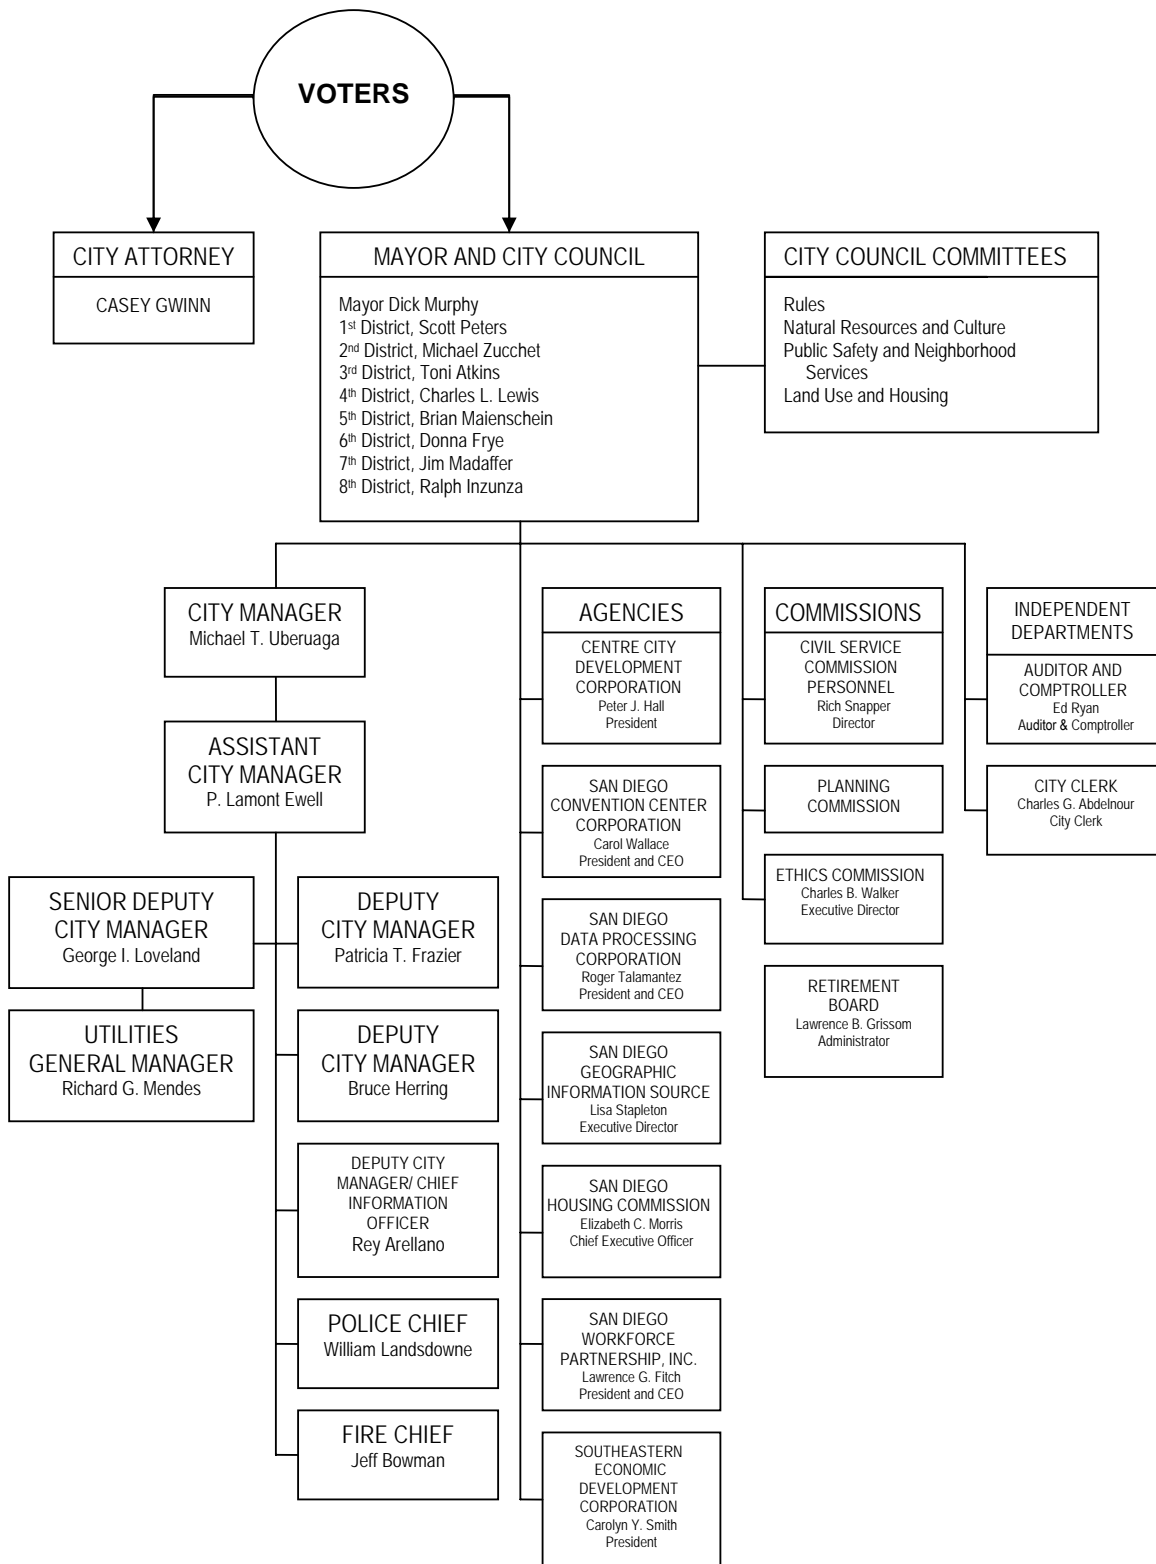 VOTERS
CITY ATTORNEY
CASEY GWINN
MAYOR AND CITY COUNCIL
Mayor Dick Murphy
1st District, Scott Peters
2nd District, Michael Zucchet
3rd District, Toni Atkins
4th District, Charles L. Lewis
5th District, Brian Maienschein
6th District, Donna Frye
7th District, Jim Madaffer
8th District, Ralph Inzunza
CITY COUNCIL COMMITTEES
Rules
Natural Resources and Culture
Public Safety and Neighborhood
Services
Land Use and Housing
CITY MANAGER
Michael T. Uberuaga
ASSISTANT
CITY MANAGER
P. Lamont Ewell
SENIOR DEPUTY
CITY MANAGER
George I. Loveland
UTILITIES
GENERAL MANAGER
Richard G. Mendes
DEPUTY
CITY MANAGER
Patricia T. Frazier
DEPUTY
CITY MANAGER
Bruce Herring
DEPUTY CITY
MANAGER/ CHIEF
INFORMATION
OFFICER
Rey Arellano
POLICE CHIEF
William Landsdowne
FIRE CHIEF
Jeff Bowman
AGENCIES
CENTRE CITY
DEVELOPMENT
CORPORATION
Peter J. Hall
President
SAN DIEGO
CONVENTION CENTER
CORPORATION
Carol Wallace
President and CEO
SAN DIEGO
DATA PROCESSING
CORPORATION
Roger Talamantez
President and CEO
SAN DIEGO
GEOGRAPHIC
INFORMATION SOURCE
Lisa Stapleton
Executive Director
SAN DIEGO
HOUSING COMMISSION
Elizabeth C. Morris
Chief Executive Officer
SAN DIEGO
WORKFORCE
PARTNERSHIP, INC.
Lawrence G. Fitch
President and CEO
SOUTHEASTERN
ECONOMIC
DEVELOPMENT
CORPORATION
Carolyn Y. Smith
President
COMMISSIONS
CIVIL SERVICE
COMMISSION
PERSONNEL
Rich Snapper
Director
PLANNING
COMMISSION
ETHICS COMMISSION
Charles B. Walker
Executive Director
RETIREMENT
BOARD
Lawrence B. Grissom
Administrator
INDEPENDENT
DEPARTMENTS
AUDITOR AND
COMPTROLLER
Ed Ryan
Auditor & Comptroller
CITY CLERK
Charles G. Abdelnour
City Clerk